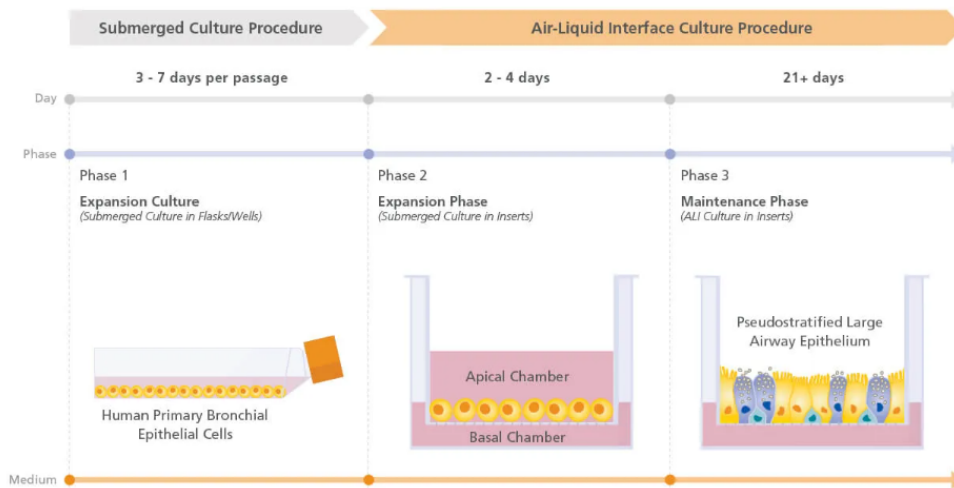 Submerged Culture Procedure
Air-Liquid Interface Culture Procedure
3 - 7 days per passage
2 - 4 days
21+ days
Day
Phase
Phase 1
Expansion Culture
(Submerged Culture in Flasks/Wells)
Phase 2
Expansion Phase
(Submerged Culture in Inserts)
Phase 3
Maintenance Phase
(ALI Culture in Inserts)
Human Primary Bronchial
Epithelial Cells
Apical Chamber
Basal Chamber
Pseudostratified Large
Airway Epithelium
Medium